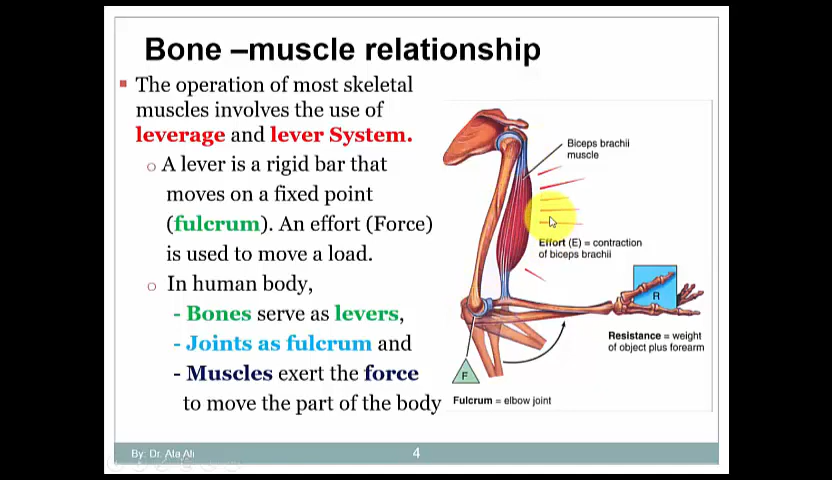 Bone –muscle relationship
▪ The operation of most skeletal
muscles involves the use of
leverage and lever System.
o A lever is a rigid bar that
moves on a fixed point
(fulcrum). An effort (Force)
is used to move a load.
o In human body,
- Bones serve as levers,
- Joints as fulcrum and
- Muscles exert the force
to move the part of the body
Biceps brachii
muscle
Effort (E) = contraction
of biceps brachii
R
Resistance = weight
of object plus forearm
F
Fulcrum = elbow joint
By: Dr. Ala Ali
4